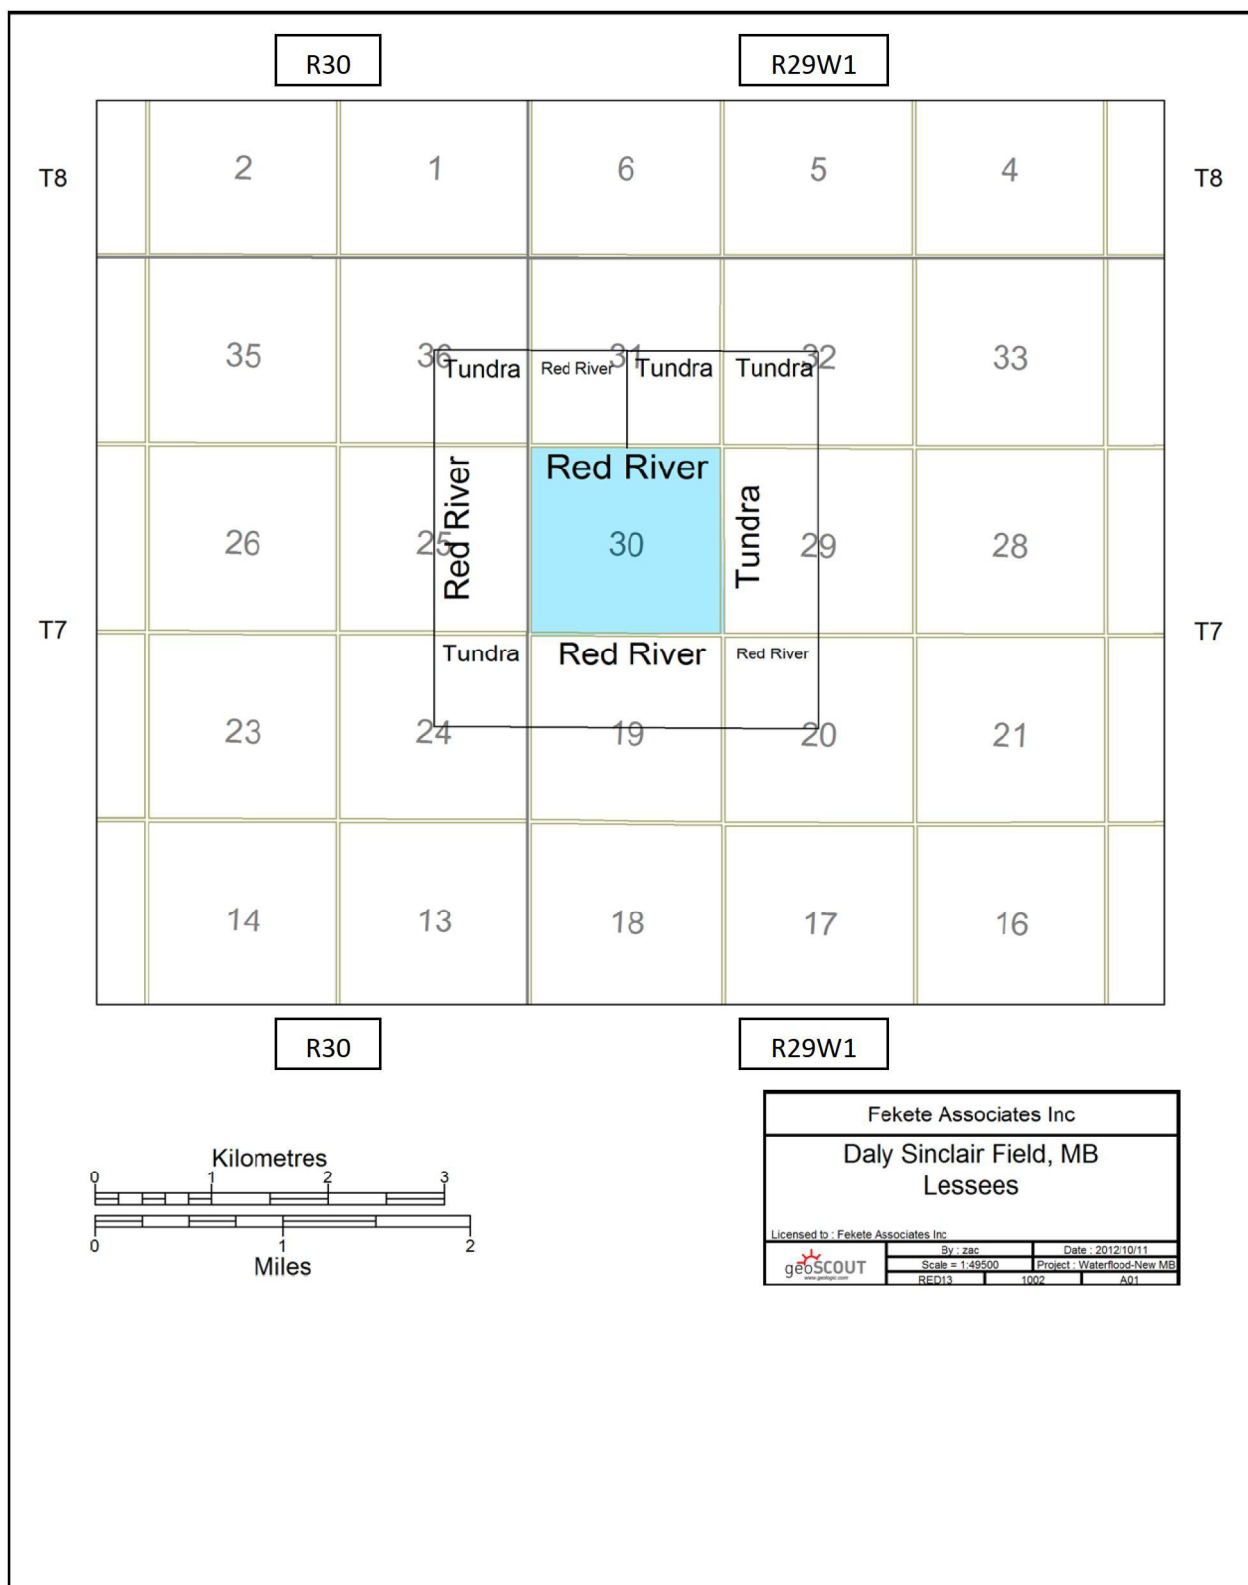 R30 R29W1
T8 2 1 6 5 4 T8
35 36 31 32 33
Tundra Red River Tundra Tundra
Red River
26 25 Red River 30 Tundra 29 28
T7 T7
Tundra Red River Red River
23 24 19 20 21
14 13 18 17 16
R30 R29W1
Fekete Associates Inc
Daly Sinclair Field, MB
Lessees
Licensed to : Fekete Associates Inc
geoSCOUT
www.geologic.com
By : zac Date : 2012/10/11
Scale = 1:49500 Project : Waterflood-New MB
RED13 1002 A01
Kilometres
0 1 2 3
0 1 2
Miles